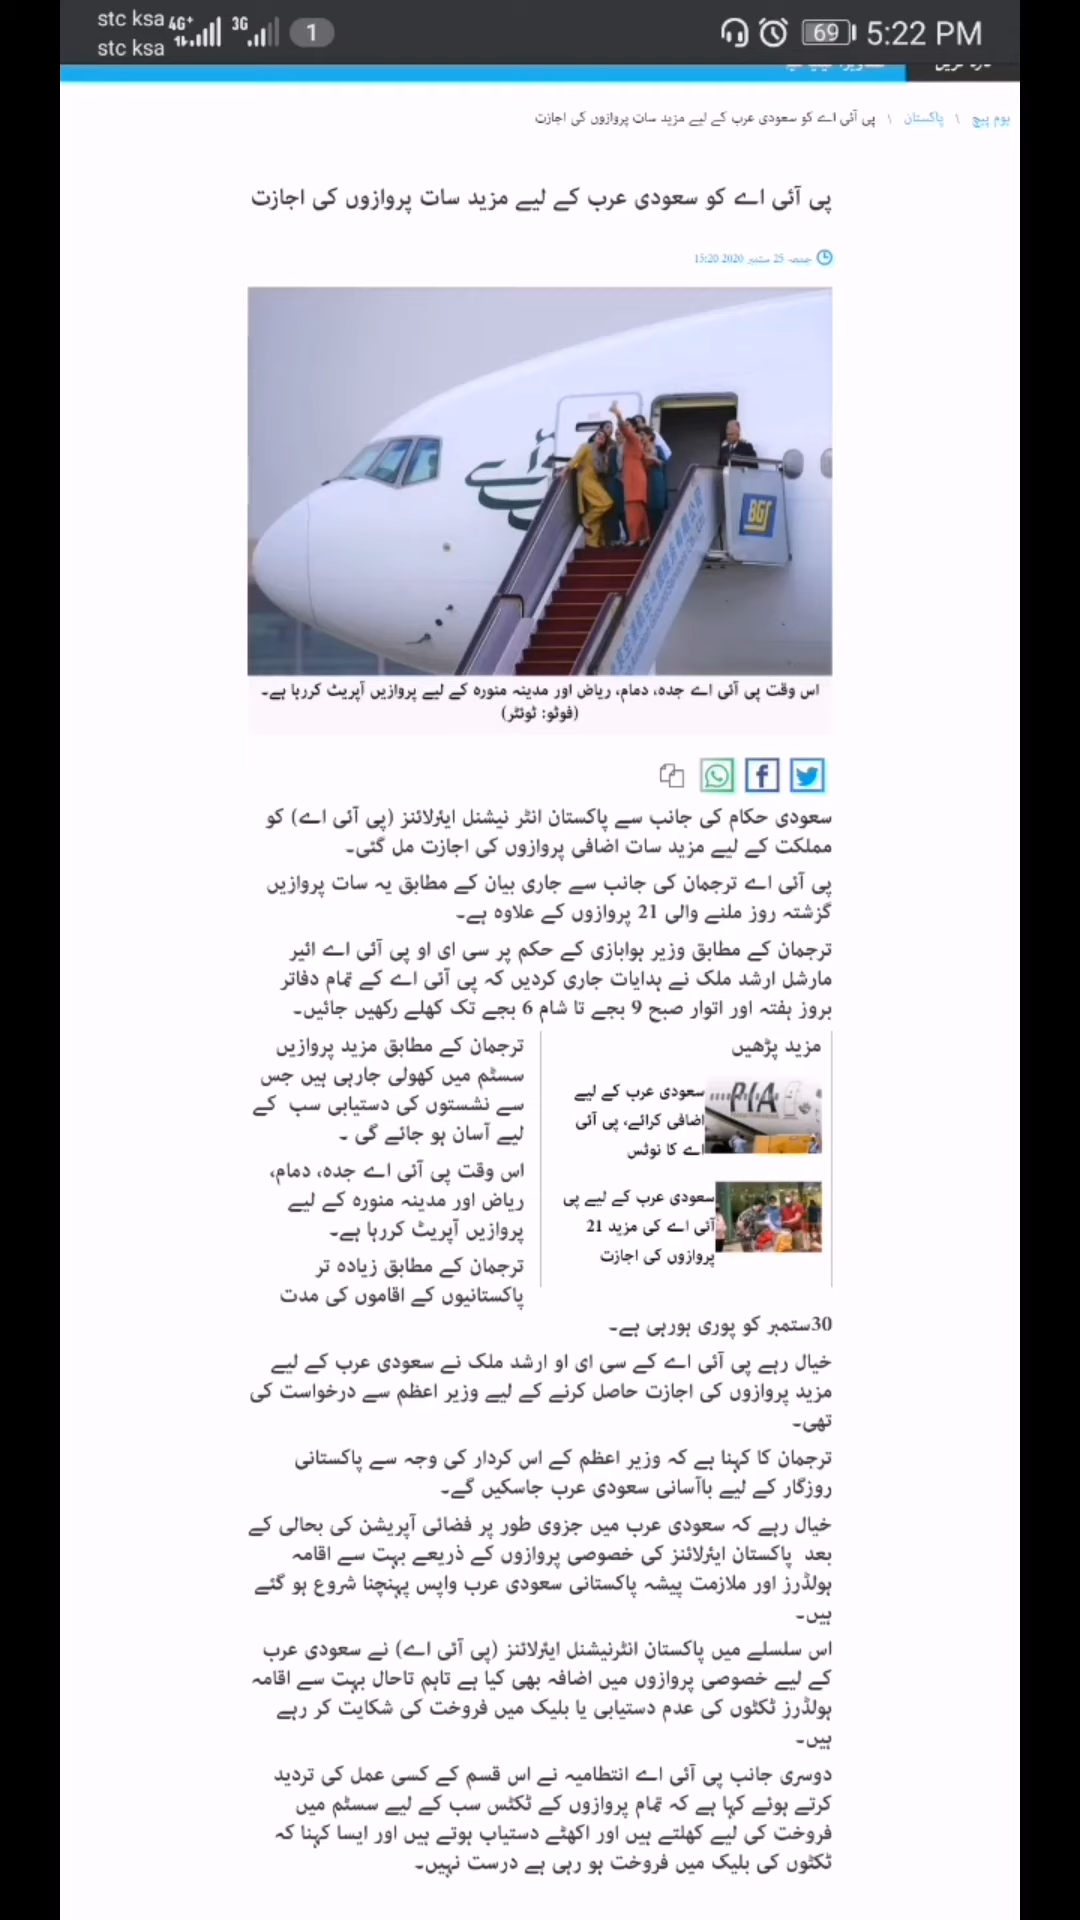 stc ksa 4G+ 3G 1 69 5:22 PM
stc ksa
ہوم پیج \ پاکستان \ پی آئی اے کو سعودی عرب کے لیے مزید سات پروازوں کی اجازت
پی آئی اے کو سعودی عرب کے لیے مزید سات پروازوں کی اجازت
جمعہ 25 ستمبر 2020 15:20
BGS
اس وقت پی آئی اے جدہ، دمام، ریاض اور مدینہ منورہ کے لیے پروازیں آپریٹ کررہا ہے۔
(فوٹو: ٹوئٹر)
سعودی حکام کی جانب سے پاکستان انٹر نیشنل ایئرلائنز (پی آئی اے) کو
مملکت کے لیے مزید سات اضافی پروازوں کی اجازت مل گئی۔
پی آئی اے ترجمان کی جانب سے جاری بیان کے مطابق یہ سات پروازیں
گزشتہ روز ملنے والی 21 پروازوں کے علاوہ ہے۔
ترجمان کے مطابق وزیر ہوابازی کے حکم پر سی ای او پی آئی اے ائیر
مارشل ارشد ملک نے ہدایات جاری کردیں کہ پی آئی اے کے تمام دفاتر
بروز ہفتہ اور اتوار صبح 9 بجے تا شام 6 بجے تک کھلے رکھیں جائیں۔
مزید پڑھیں
PIA
سعودی عرب کے لیے
اضافی کرائے، پی آئی
اے کا نوٹس
سعودی عرب کے لیے پی
آئی اے کی مزید 21
پروازوں کی اجازت
ترجمان کے مطابق مزید پروازیں
سسٹم میں کھولی جارہی ہیں جس
سے نشستوں کی دستیابی سب کے
لیے آسان ہو جائے گی ۔
اس وقت پی آئی اے جدہ، دمام،
ریاض اور مدینہ منورہ کے لیے
پروازیں آپریٹ کررہا ہے۔
ترجمان کے مطابق زیادہ تر
پاکستانیوں کے اقاموں کی مدت
30ستمبر کو پوری ہورہی ہے۔
خیال رہے پی آئی اے کے سی ای او ارشد ملک نے سعودی عرب کے لیے
مزید پروازوں کی اجازت حاصل کرنے کے لیے وزیر اعظم سے درخواست کی
تھی۔
ترجمان کا کہنا ہے کہ وزیر اعظم کے اس کردار کی وجہ سے پاکستانی
روزگار کے لیے باآسانی سعودی عرب جاسکیں گے۔
خیال رہے کہ سعودی عرب میں جزوی طور پر فضائی آپریشن کی بحالی کے
بعد پاکستان ایئرلائنز کی خصوصی پروازوں کے ذریعے بہت سے اقامہ
ہولڈرز اور ملازمت پیشہ پاکستانی سعودی عرب واپس پہنچنا شروع ہو گئے
ہیں۔
اس سلسلے میں پاکستان انٹرنیشنل ایئرلائنز (پی آئی اے) نے سعودی عرب
کے لیے خصوصی پروازوں میں اضافہ بھی کیا ہے تاہم تاحال بہت سے اقامہ
ہولڈرز ٹکٹوں کی عدم دستیابی یا بلیک میں فروخت کی شکایت کر رہے
ہیں۔
دوسری جانب پی آئی اے انتظامیہ نے اس قسم کے کسی عمل کی تردید
کرتے ہوئے کہا ہے کہ تمام پروازوں کے ٹکٹس سب کے لیے سسٹم میں
فروخت کی لیے کھلتے ہیں اور اکھٹے دستیاب ہوتے ہیں اور ایسا کہنا کہ
ٹکٹوں کی بلیک میں فروخت ہو رہی ہے درست نہیں۔